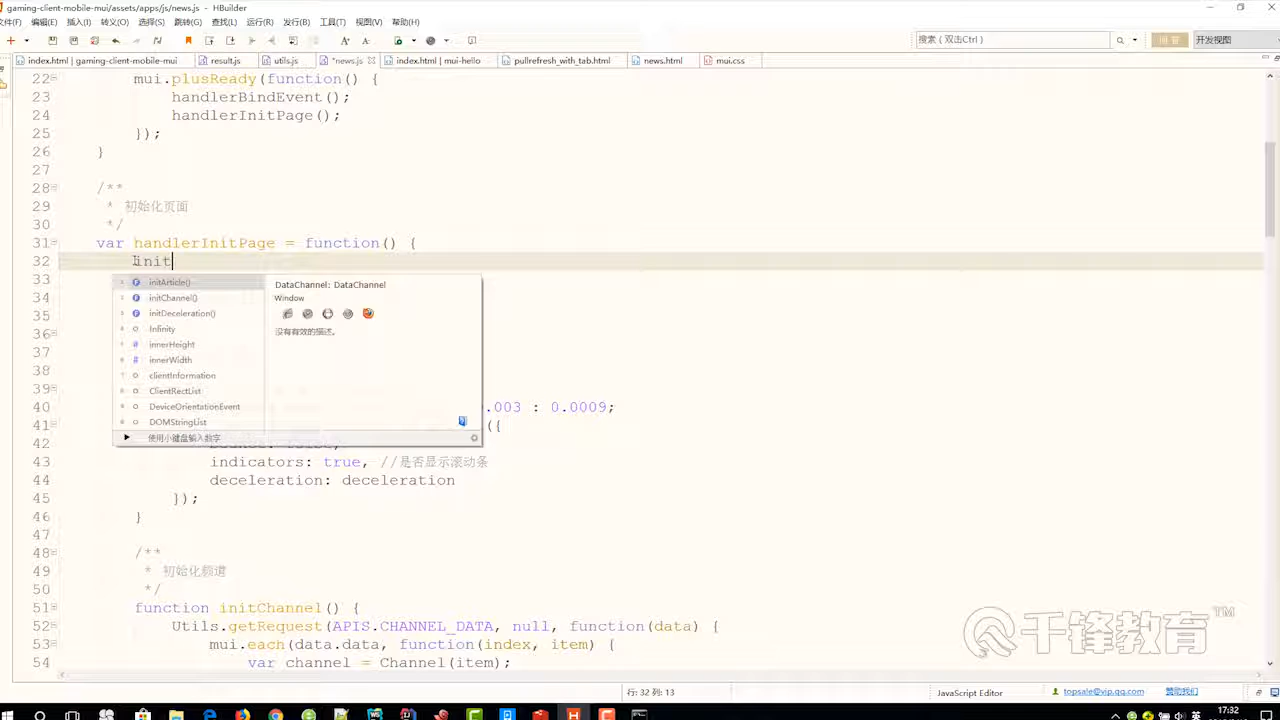 gaming-client-mobile-mui/assets/apps/js/news.js - HBuilder
文件(F) 编辑(E) 插入(I) 转义(O) 选择(S) 跳转(G) 查找(L) 运行(R) 发行(B) 工具(T) 视图(V) 帮助(H)
搜索（双击Ctrl） 开发视图
index.html | gaming-client-mobile-mui result.js utils.js *news.js index.html | mui-hello pullrefresh_with_tab.html news.html mui.css
22 mui.plusReady(function() {
23 handlerBindEvent();
24 handlerInitPage();
25 });
26 }
27
28 /**
29 * 初始化页面
30 */
31 var handlerInitPage = function() {
32 init
33
initArticle()
initChannel()
initDeceleration()
Infinity
innerHeight
innerWidth
clientInformation
ClientRectList
DeviceOrientationEvent
DOMStringList
使用小键盘输入数字
DataChannel: DataChannel
Window
没有有效的描述。
34
35
36
37
38
39
40 .003 : 0.0009;
41 ({
42
43 indicators: true, //是否显示滚动条
44 deceleration: deceleration
45 });
46 }
47
48 /**
49 * 初始化频道
50 */
51 function initChannel() {
52 Utils.getRequest(APIS.CHANNEL_DATA, null, function(data) {
53 mui.each(data.data, function(index, item) {
54 var channel = Channel(item);
千锋教育™
行: 32 列: 13
JavaScript Editor
topsale@vip.qq.com
赞助我们
英
17:32